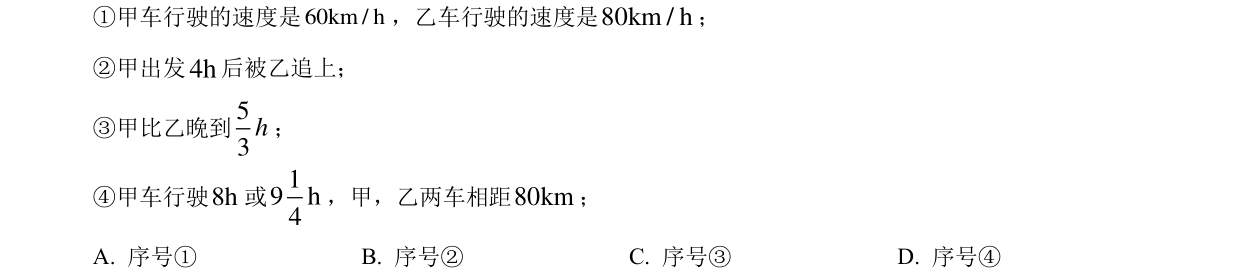 ①甲车行驶的速度是60km/h，乙车行驶的速度是80km/h；
②甲出发4h后被乙追上；
③甲比乙晚到5/3h；
④甲车行驶8h或9 1/4h，甲，乙两车相距80km；
A. 序号① B. 序号② C. 序号③ D. 序号④